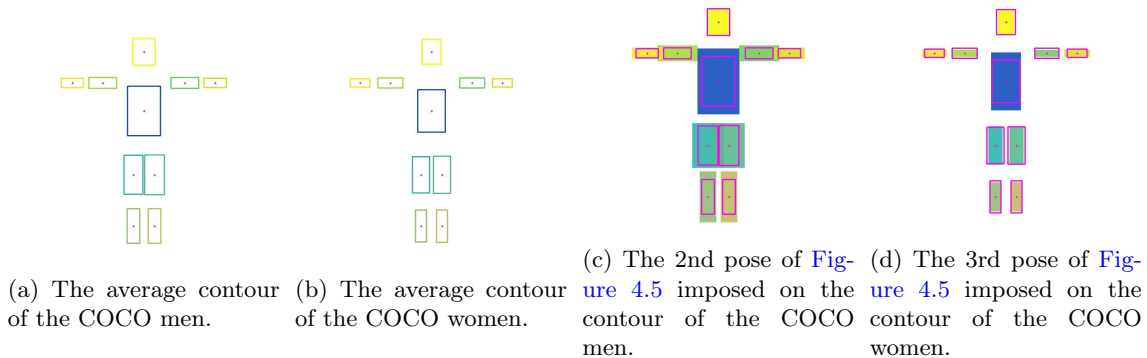 (a) The average contour
of the COCO men.
(b) The average contour
of the COCO women.
(c) The 2nd pose of Fig-
ure 4.5 imposed on the
contour of the COCO
men.
(d) The 3rd pose of Fig-
ure 4.5 imposed on the
contour of the COCO
women.